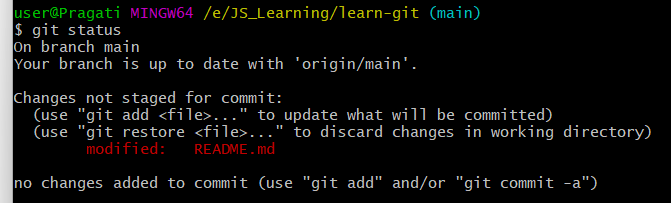 user@Pragati MINGW64 /e/JS_Learning/learn-git (main)
$ git status
On branch main
Your branch is up to date with 'origin/main'.
Changes not staged for commit:
(use "git add <file>..." to update what will be committed)
(use "git restore <file>..." to discard changes in working directory)
modified: README.md
no changes added to commit (use "git add" and/or "git commit -a")